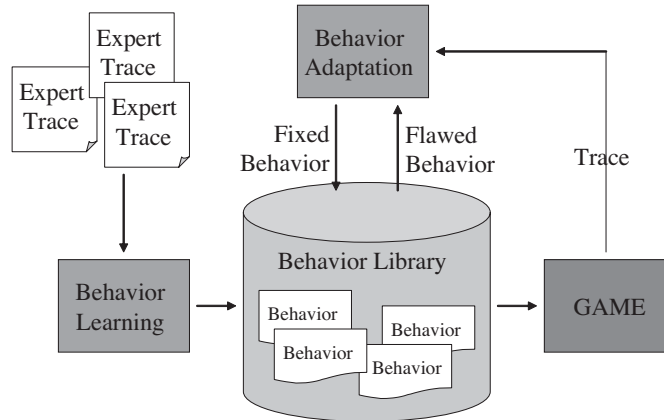 Expert
Trace
Expert
Trace
Expert
Trace
Behavior
Adaptation
Fixed
Behavior
Flawed
Behavior
Trace
Behavior
Learning
Behavior Library
Behavior
Behavior
Behavior
Behavior
GAME